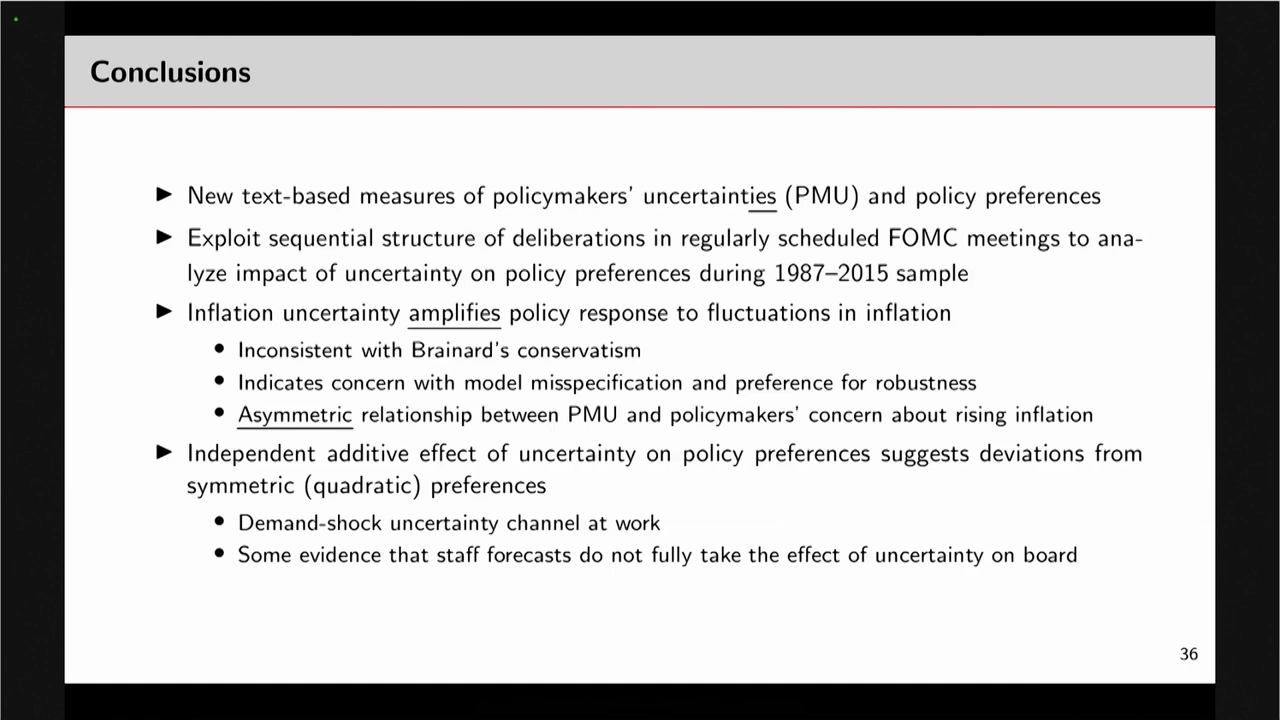 Conclusions
▶ New text-based measures of policymakers' uncertainties (PMU) and policy preferences
▶ Exploit sequential structure of deliberations in regularly scheduled FOMC meetings to ana-
lyze impact of uncertainty on policy preferences during 1987–2015 sample
▶ Inflation uncertainty amplifies policy response to fluctuations in inflation
• Inconsistent with Brainard's conservatism
• Indicates concern with model misspecification and preference for robustness
• Asymmetric relationship between PMU and policymakers' concern about rising inflation
▶ Independent additive effect of uncertainty on policy preferences suggests deviations from
symmetric (quadratic) preferences
• Demand-shock uncertainty channel at work
• Some evidence that staff forecasts do not fully take the effect of uncertainty on board
36